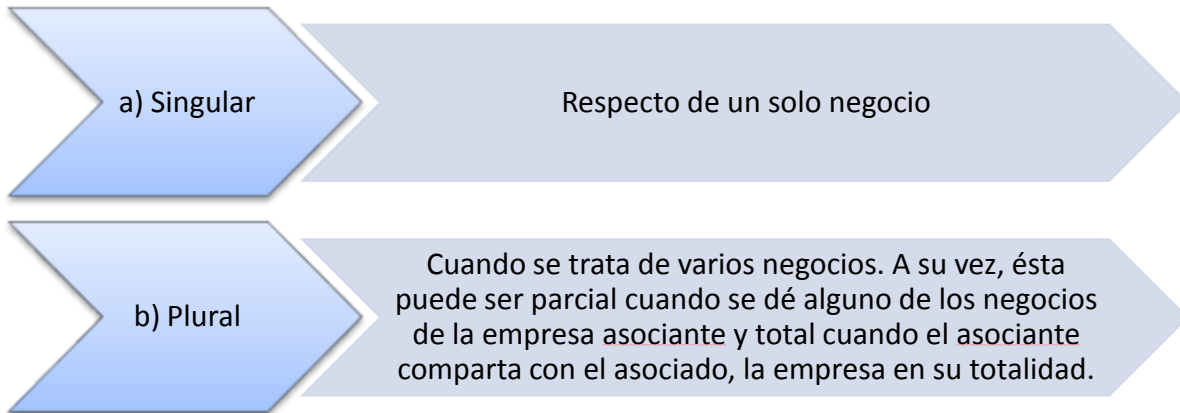 a) Singular
Respecto de un solo negocio
b) Plural
Cuando se trata de varios negocios. A su vez, ésta
puede ser parcial cuando se dé alguno de los negocios
de la empresa asociante y total cuando el asociante
comparta con el asociado, la empresa en su totalidad.